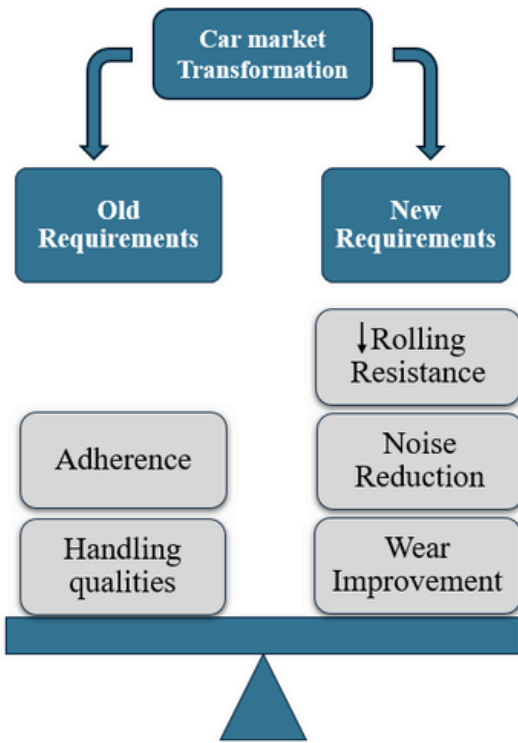 Car market
Transformation
Old
Requirements
New
Requirements
↓Rolling
Resistance
Adherence
Noise
Reduction
Handling
qualities
Wear
Improvement